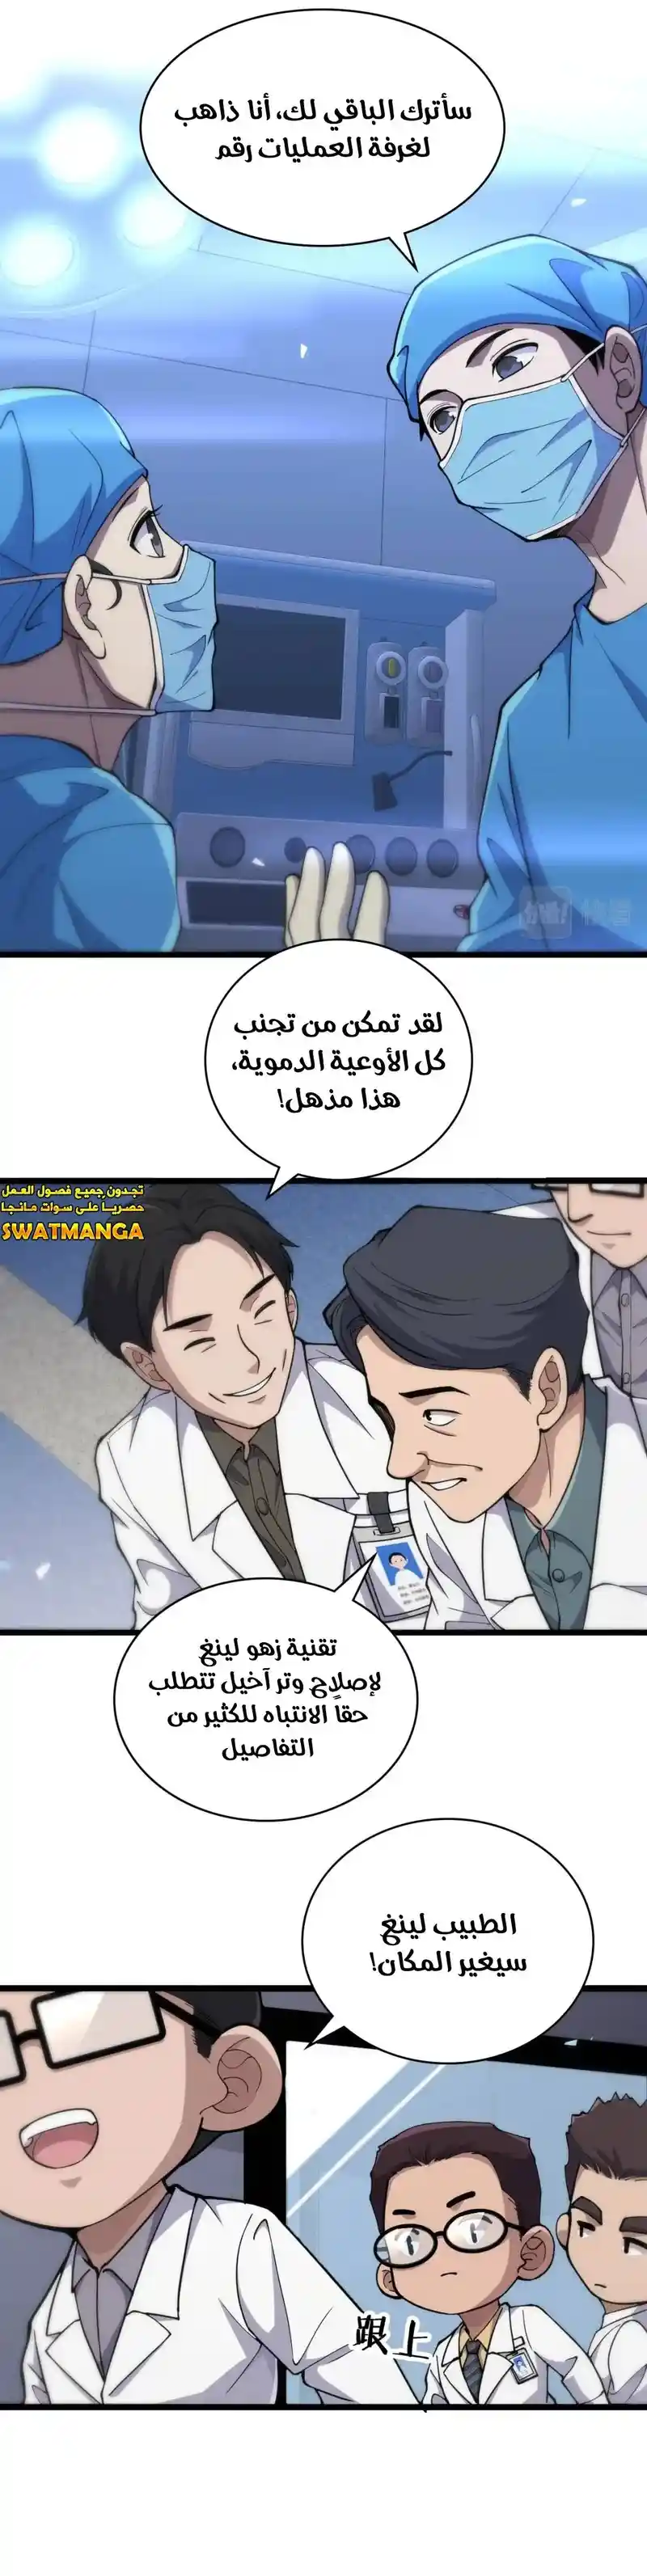 سأترك الباقي لك، أنا ذاهب
لغرفة العمليات رقم
لقد تمكن من تجنب
كل الأوعية الدموية،
هذا مذهل!
تجدون جميع فصول العمل
حصرياً على سوات مانجا
SWATMANGA
تقنية زهو لينغ
لإصلاح وتر آخيل تتطلب
حقاً الانتباه للكثير من
التفاصيل
الطبيب لينغ
سيغير المكان!
跟上